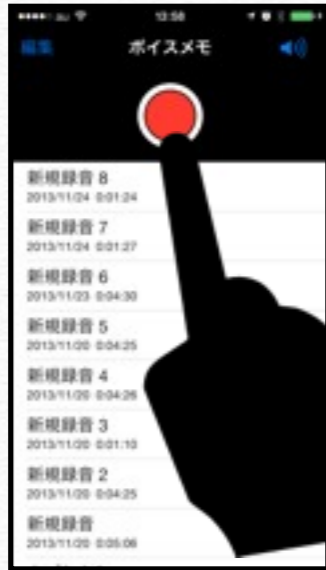 au 13:58
編集 ボイスメモ
新規録音 8
2013/11/24 0:01:24
新規録音 7
2013/11/24 0:01:27
新規録音 6
2013/11/23 0:04:30
新規録音 5
2013/11/20 0:04:25
新規録音 4
2013/11/20 0:04:26
新規録音 3
2013/11/20 0:01:10
新規録音 2
2013/11/20 0:04:25
新規録音
2013/11/20 0:05:06